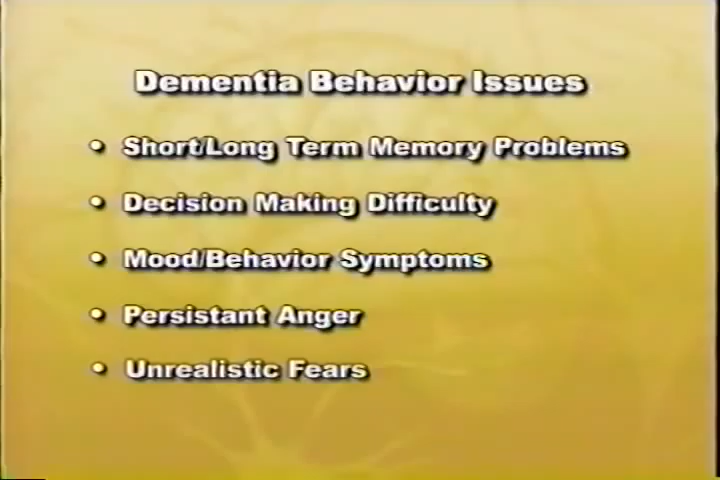 Dementia Behavior Issues
• Short/Long Term Memory Problems
• Decision Making Difficulty
• Mood/Behavior Symptoms
• Persistant Anger
• Unrealistic Fears